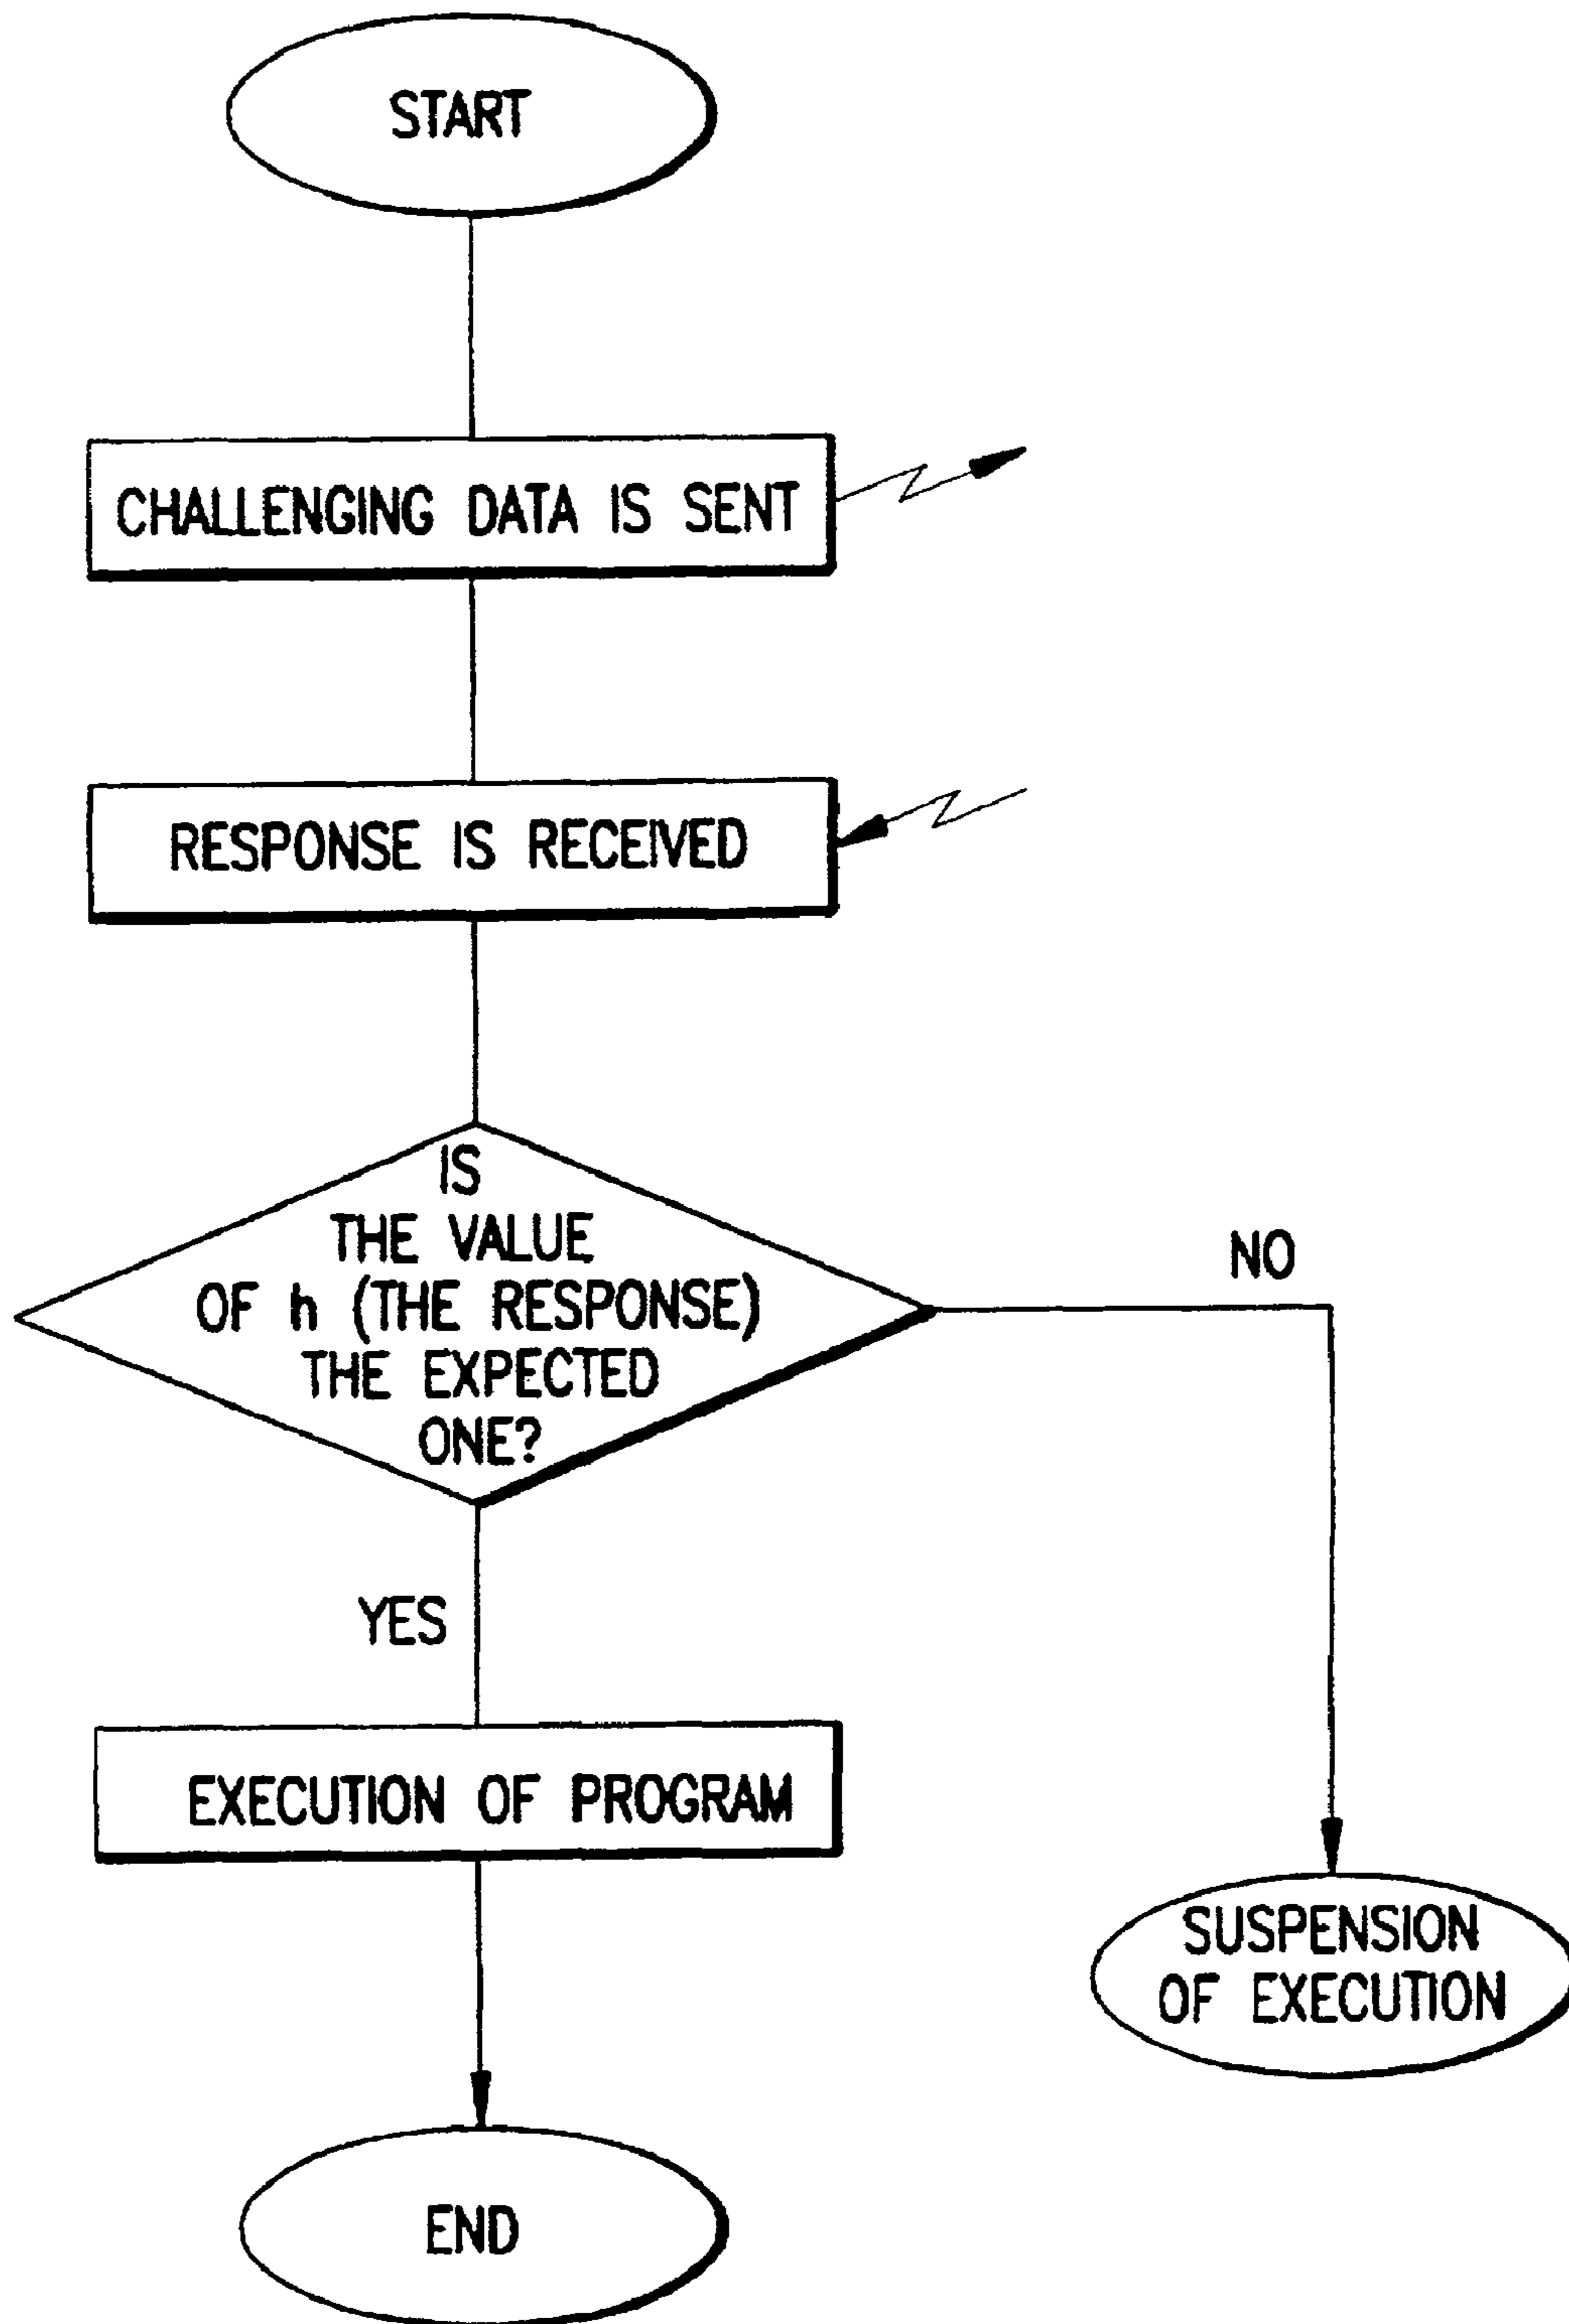 START
CHALLENGING DATA IS SENT
RESPONSE IS RECEIVED
IS
THE VALUE
OF h (THE RESPONSE)
THE EXPECTED
ONE?
NO
YES
EXECUTION OF PROGRAM
SUSPENSION
OF EXECUTION
END